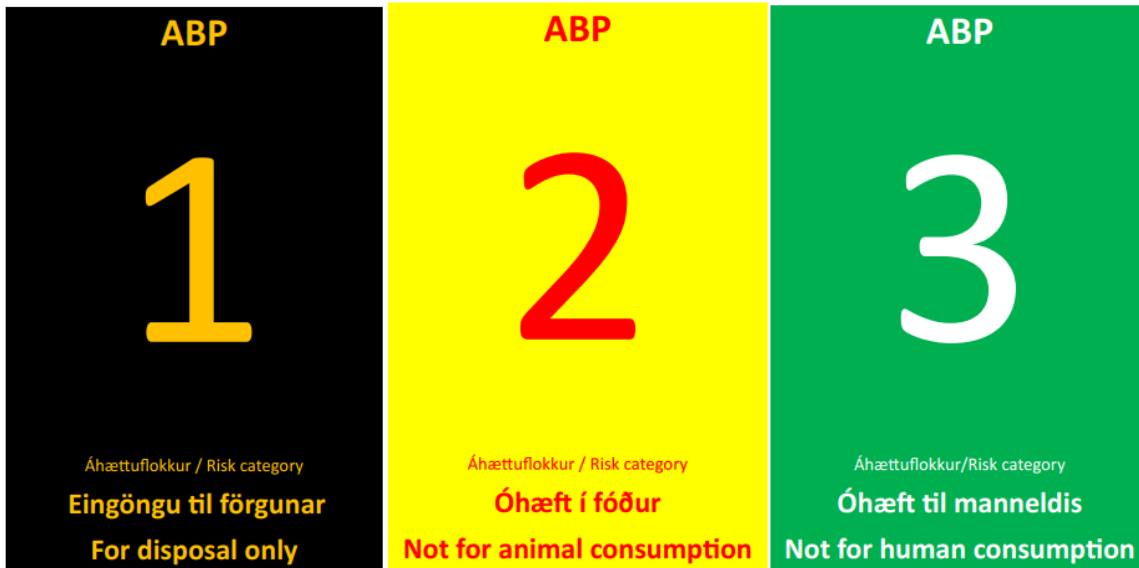 ABP
1
Áhættuflokkur / Risk category
Eingöngu til förgunar
For disposal only
ABP
2
Áhættuflokkur / Risk category
Óhæft í fóður
Not for animal consumption
ABP
3
Áhættuflokkur/Risk category
Óhæft til manneldis
Not for human consumption